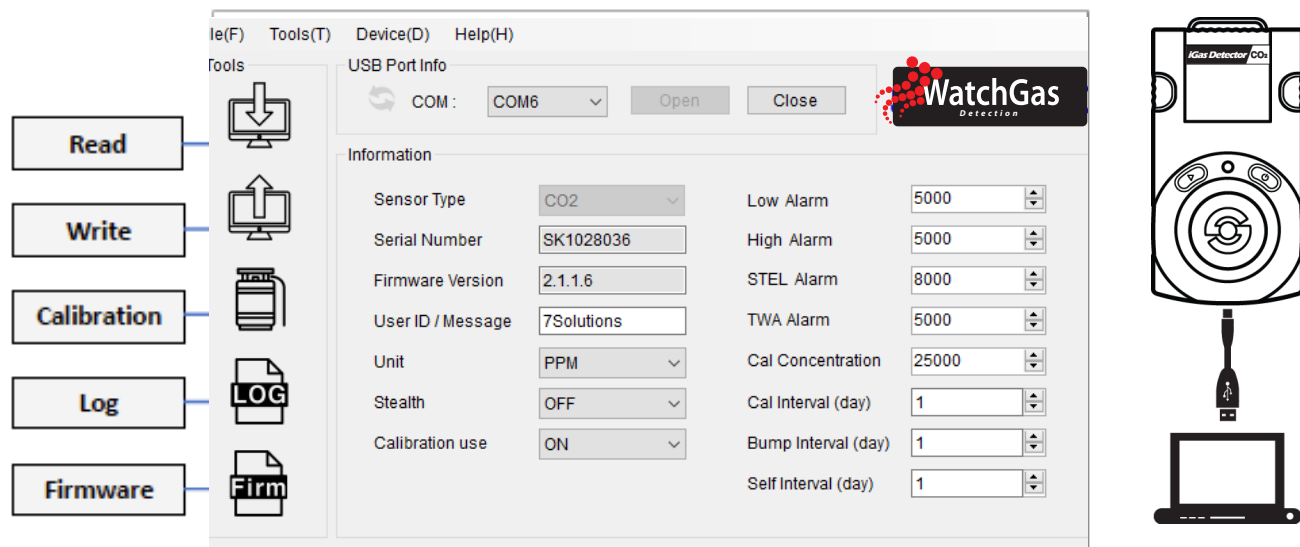 le(F) Tools(T) Device(D) Help(H)
Tools
USB Port Info
COM : COM6 Open Close
WatchGas
Detection
Read
Write
Calibration
Log
Firmware
LOG
Firm
Information
Sensor Type CO2
Serial Number SK1028036
Firmware Version 2.1.1.6
User ID / Message 7Solutions
Unit PPM
Stealth OFF
Calibration use ON
Low Alarm 5000
High Alarm 5000
STEL Alarm 8000
TWA Alarm 5000
Cal Concentration 25000
Cal Interval (day) 1
Bump Interval (day) 1
Self Interval (day) 1
iGas Detector CO₂